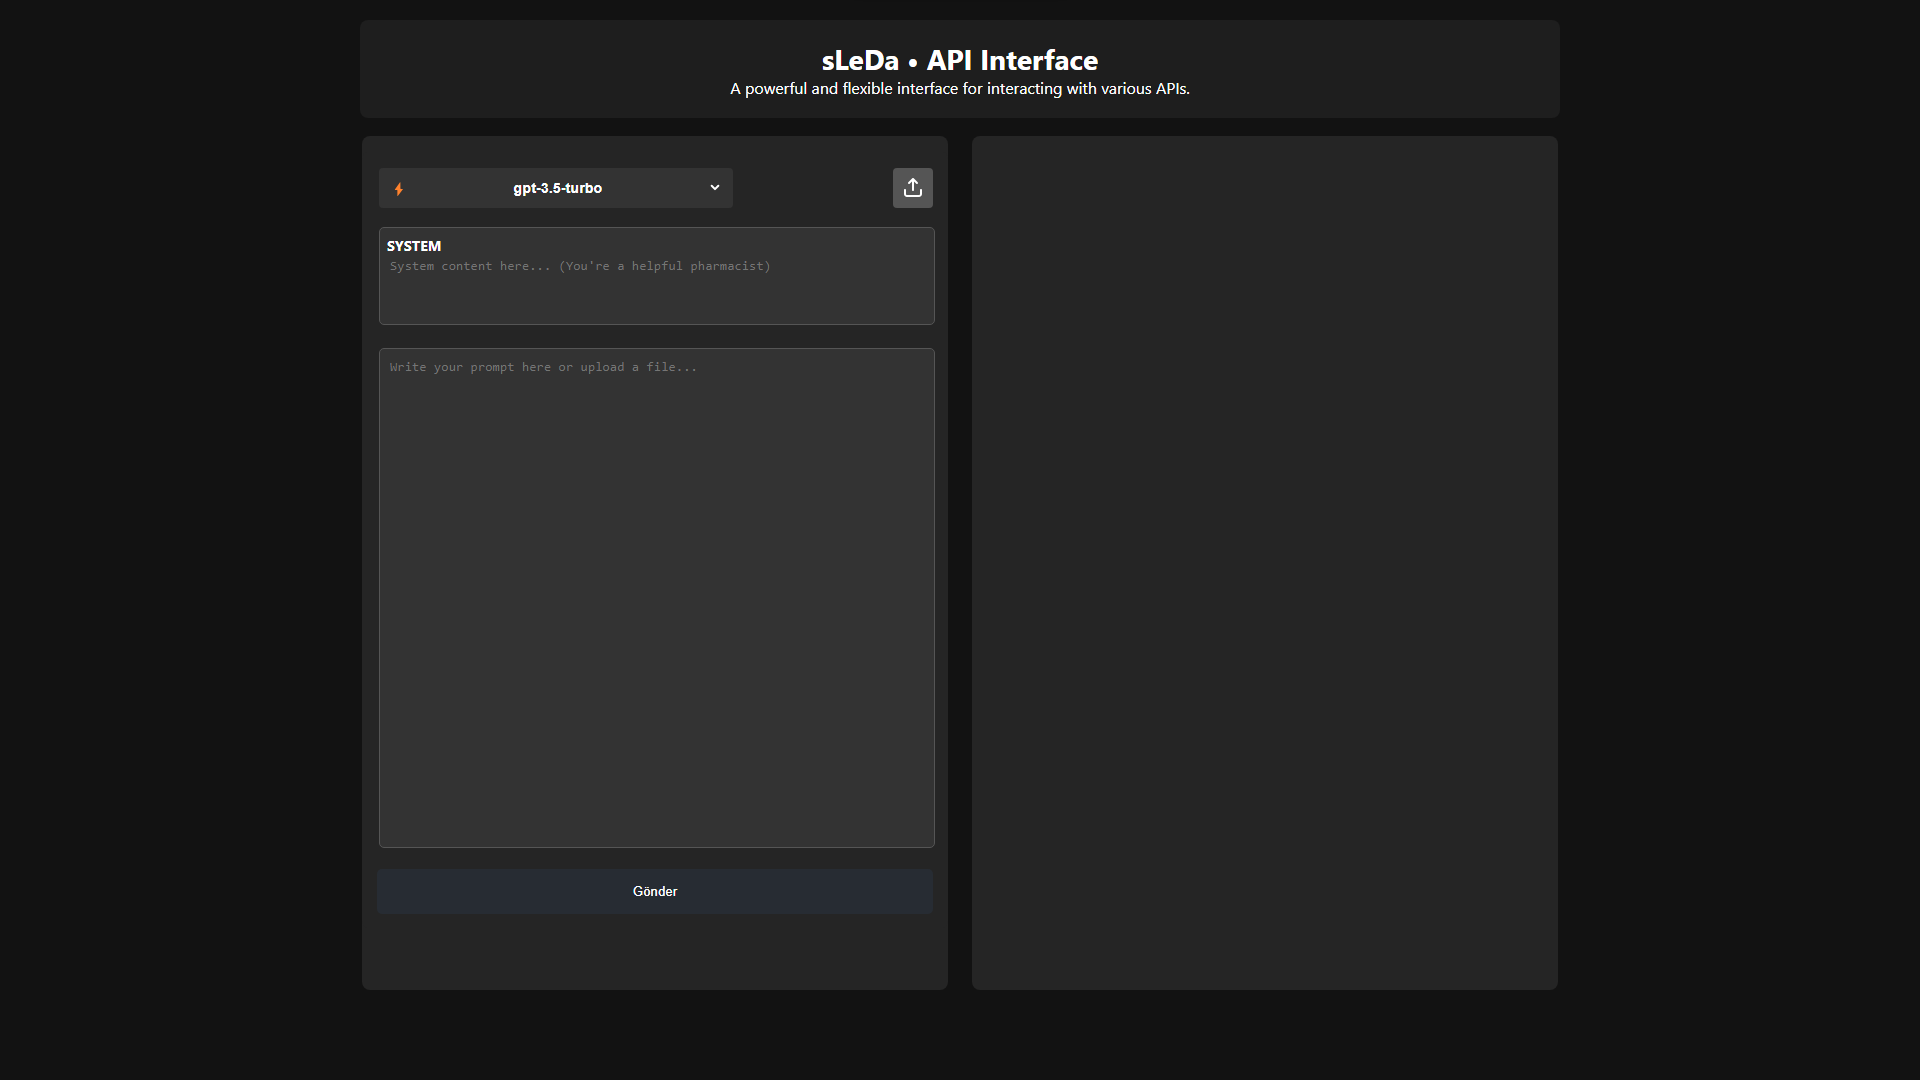 sLeDa • API Interface
A powerful and flexible interface for interacting with various APIs.
gpt-3.5-turbo
SYSTEM
System content here... (You're a helpful pharmacist)
Write your prompt here or upload a file...
Gönder